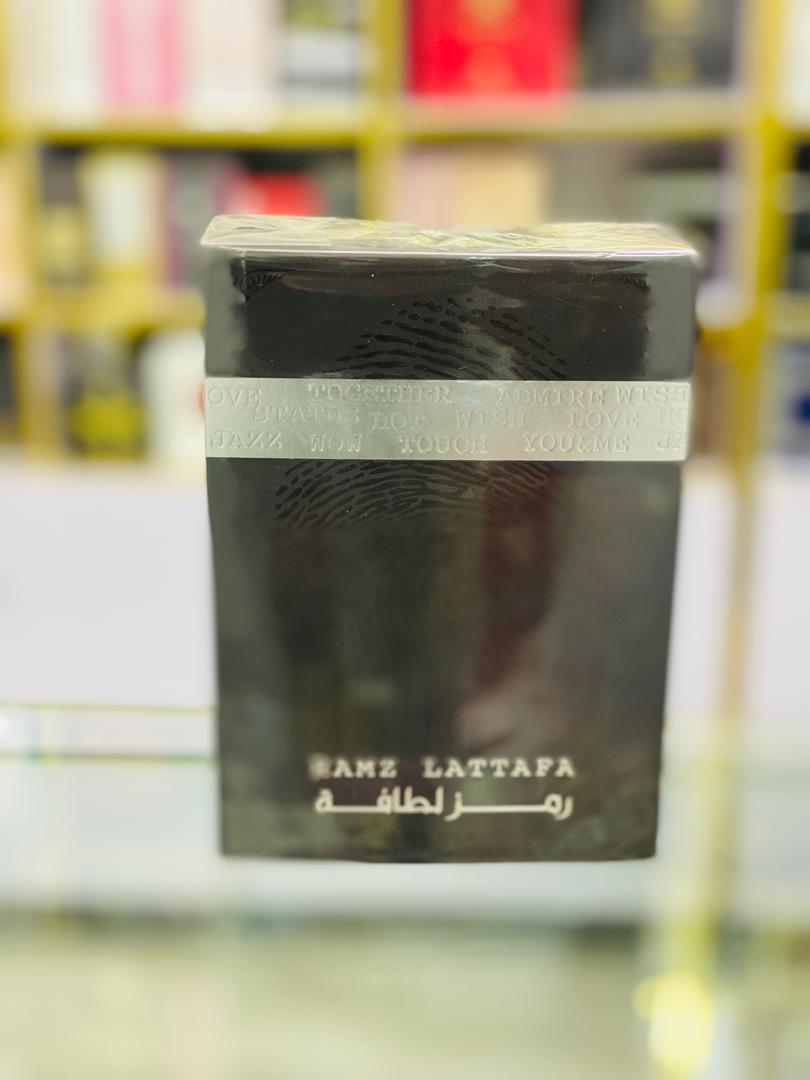 OVE TOGETHER ADMIRE WISH
STATUS HOT WISH LOVE HO
JAZZ WOW TOUCH YOU&ME JA
RAMZ LATTAFA
رمز لطافة